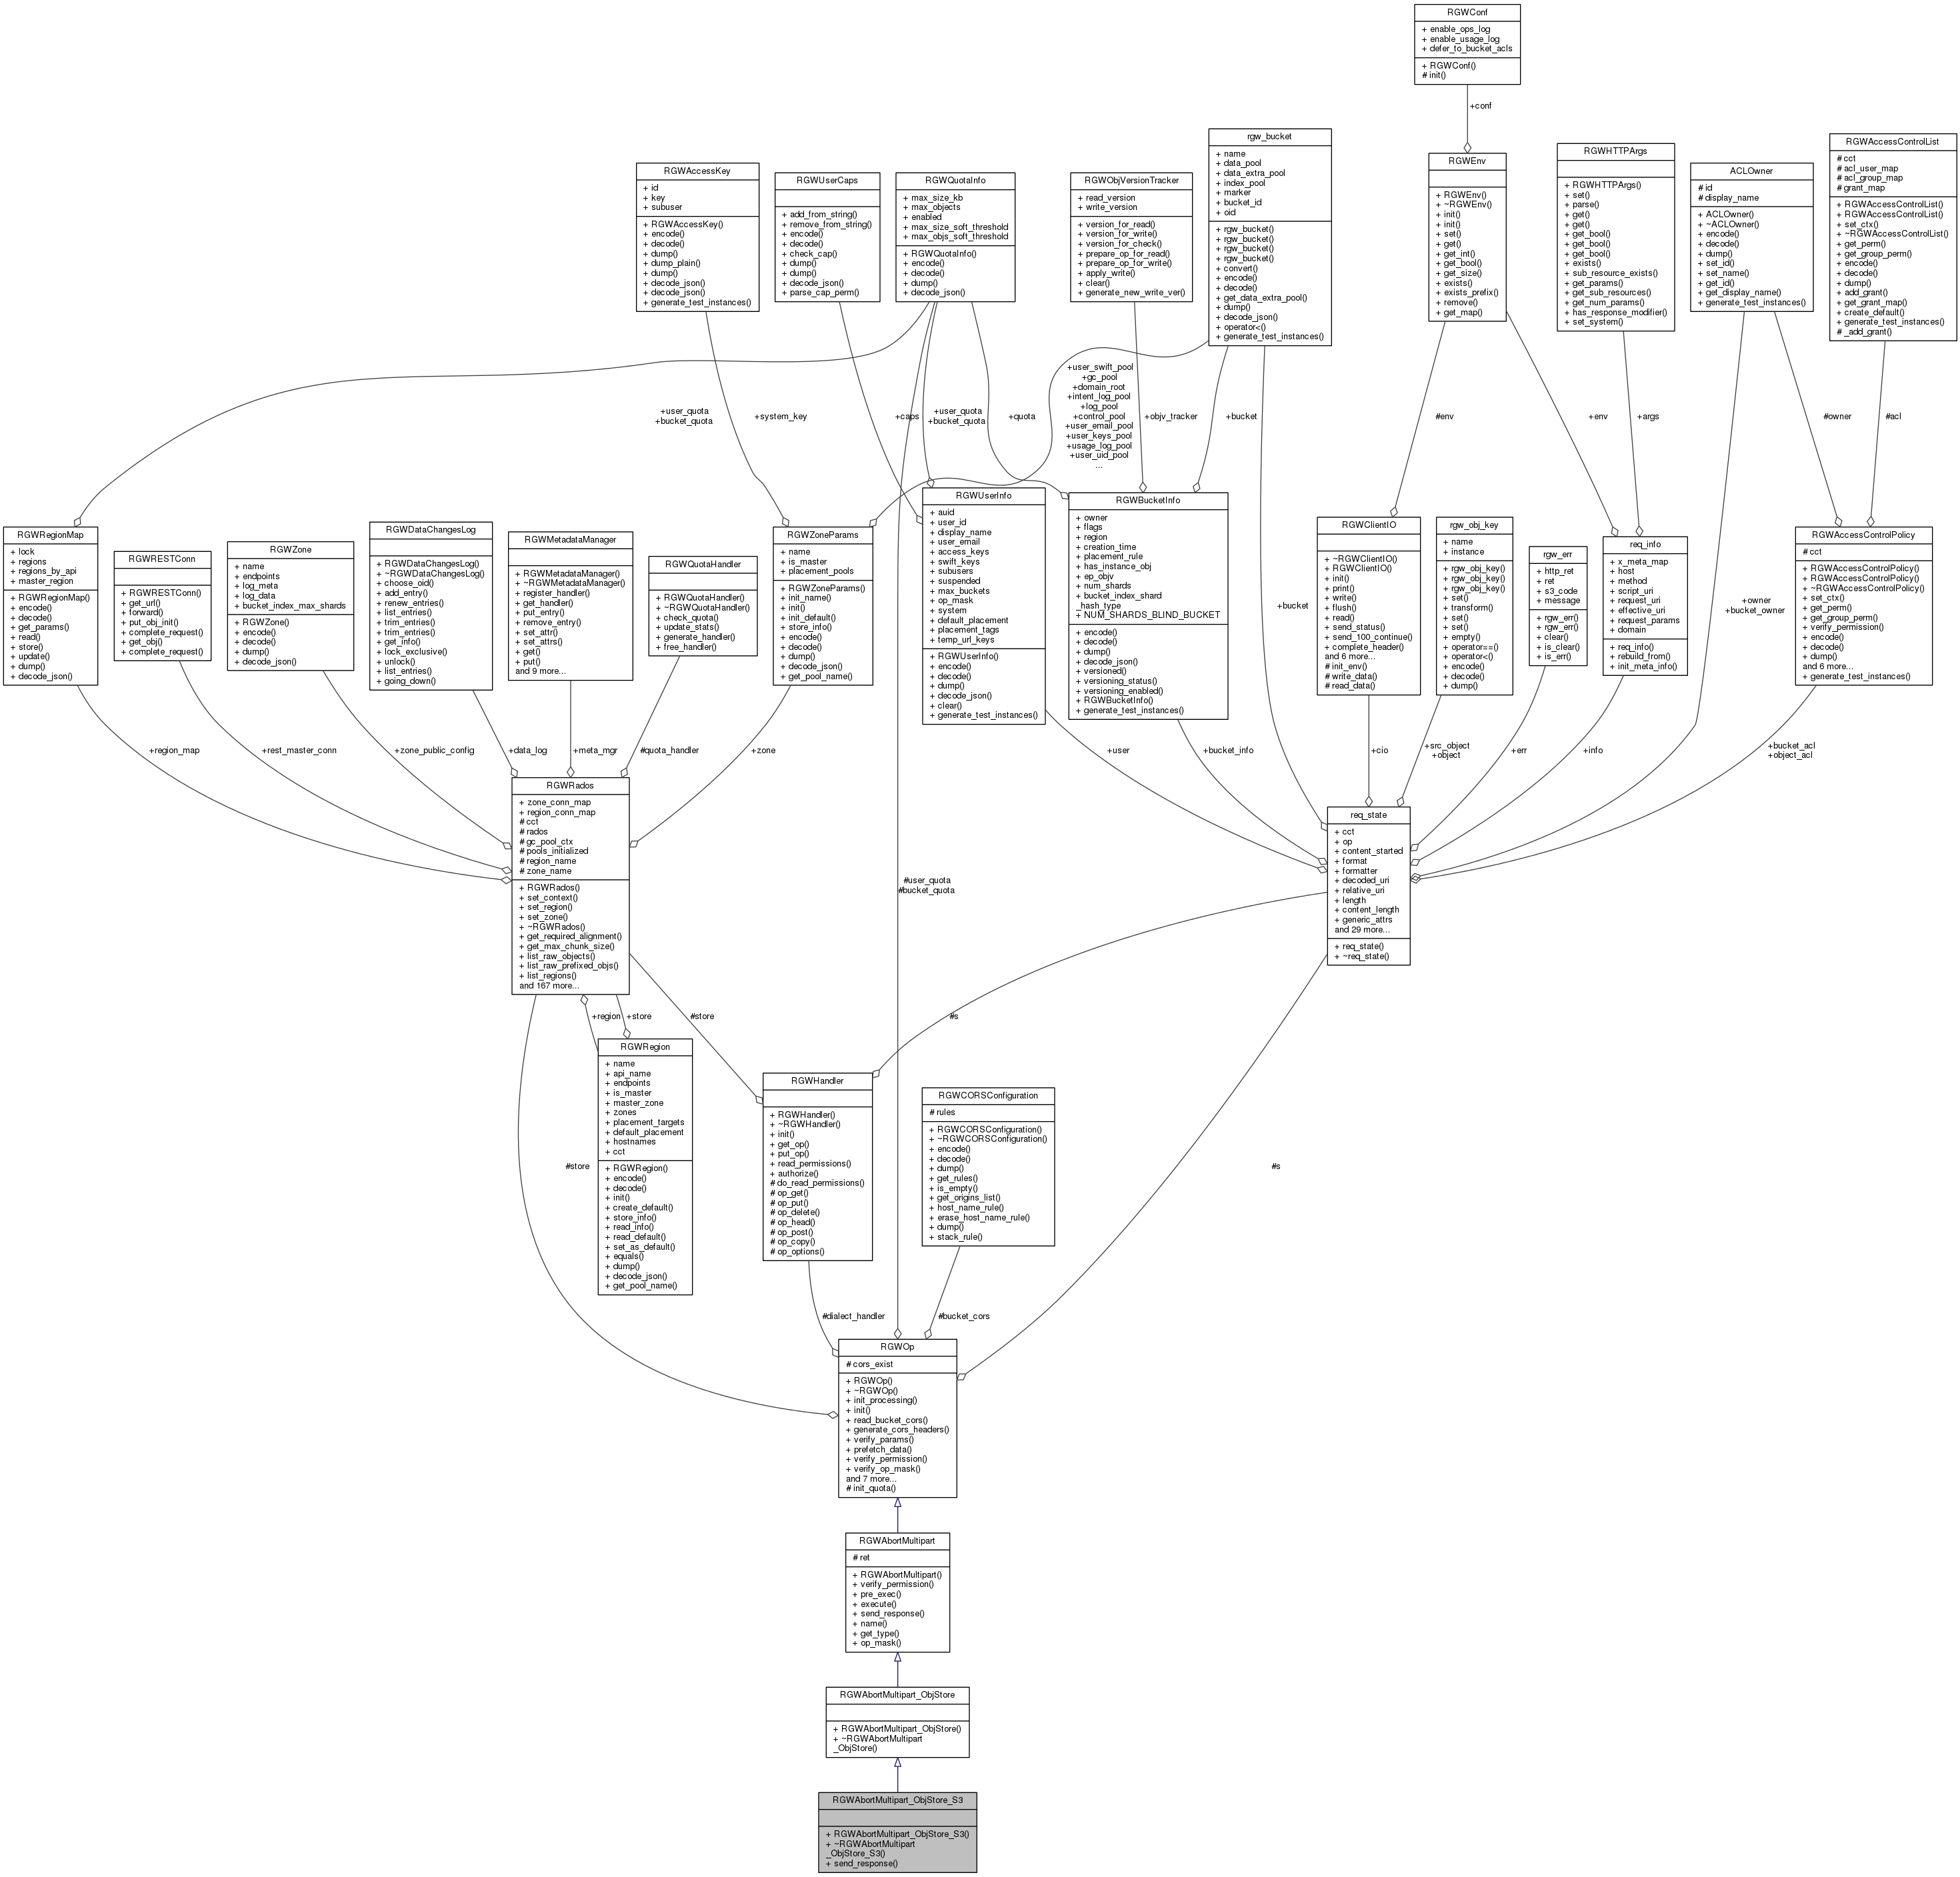 RGWConf
+ enable_ops_log
+ enable_usage_log
+ defer_to_bucket_acls
+ RGWConf()
# init()
+conf
rgw_bucket
+ name
+ data_pool
+ data_extra_pool
+ index_pool
+ marker
+ bucket_id
+ oid
+ rgw_bucket()
+ rgw_bucket()
+ rgw_bucket()
+ rgw_bucket()
+ convert()
+ encode()
+ decode()
+ get_data_extra_pool()
+ dump()
+ decode_json()
+ operator<()
+ generate_test_instances()
RGWAccessControlList
# cct
# acl_user_map
# acl_group_map
# grant_map
+ RGWAccessControlList()
+ RGWAccessControlList()
+ set_ctx()
+ ~RGWAccessControlList()
+ get_perm()
+ get_group_perm()
+ encode()
+ decode()
+ dump()
+ add_grant()
+ get_grant_map()
+ create_default()
+ generate_test_instances()
# _add_grant()
RGWHTTPArgs
+ RGWHTTPArgs()
+ set()
+ parse()
+ get()
+ get()
+ get_bool()
+ get_bool()
+ get_bool()
+ exists()
+ sub_resource_exists()
+ get_params()
+ get_sub_resources()
+ get_num_params()
+ has_response_modifier()
+ set_system()
RGWEnv
+ RGWEnv()
+ ~RGWEnv()
+ init()
+ init()
+ set()
+ get()
+ get_int()
+ get_bool()
+ get_size()
+ exists()
+ exists_prefix()
+ remove()
+ get_map()
ACLOwner
# id
# display_name
+ ACLOwner()
+ ~ACLOwner()
+ encode()
+ decode()
+ dump()
+ set_id()
+ set_name()
+ get_id()
+ get_display_name()
+ generate_test_instances()
RGWAccessKey
+ id
+ key
+ subuser
+ RGWAccessKey()
+ encode()
+ decode()
+ dump()
+ dump_plain()
+ dump()
+ decode_json()
+ decode_json()
+ generate_test_instances()
RGWUserCaps
+ add_from_string()
+ remove_from_string()
+ encode()
+ decode()
+ check_cap()
+ dump()
+ dump()
+ decode_json()
+ parse_cap_perm()
RGWQuotaInfo
+ max_size_kb
+ max_objects
+ enabled
+ max_size_soft_threshold
+ max_objs_soft_threshold
+ RGWQuotaInfo()
+ encode()
+ decode()
+ dump()
+ decode_json()
RGWObjVersionTracker
+ read_version
+ write_version
+ version_for_read()
+ version_for_write()
+ version_for_check()
+ prepare_op_for_read()
+ prepare_op_for_write()
+ apply_write()
+ clear()
+ generate_new_write_ver()
+user_quota
+bucket_quota
+system_key
+caps
+user_quota
+bucket_quota
+quota
+user_swift_pool
+gc_pool
+domain_root
+intent_log_pool
+log_pool
+control_pool
+user_email_pool
+user_keys_pool
+usage_log_pool
+user_uid_pool
...
+objv_tracker
+bucket
#env
+env
+args
#owner
#acl
RGWRegionMap
+ lock
+ regions
+ regions_by_api
+ master_region
+ RGWRegionMap()
+ encode()
+ decode()
+ get_params()
+ read()
+ store()
+ update()
+ dump()
+ decode_json()
RGWRESTConn
+ RGWRESTConn()
+ get_url()
+ forward()
+ put_obj_init()
+ complete_request()
+ get_obj()
+ complete_request()
RGWZone
+ name
+ endpoints
+ log_meta
+ log_data
+ bucket_index_max_shards
+ RGWZone()
+ encode()
+ decode()
+ dump()
+ decode_json()
RGWDataChangesLog
+ RGWDataChangesLog()
+ ~RGWDataChangesLog()
+ choose_oid()
+ add_entry()
+ renew_entries()
+ list_entries()
+ trim_entries()
+ trim_entries()
+ get_info()
+ lock_exclusive()
+ unlock()
+ list_entries()
+ going_down()
RGWMetadataManager
+ RGWMetadataManager()
+ ~RGWMetadataManager()
+ register_handler()
+ get_handler()
+ put_entry()
+ remove_entry()
+ set_attr()
+ set_attrs()
+ get()
+ put()
and 9 more...
RGWQuotaHandler
+ RGWQuotaHandler()
+ ~RGWQuotaHandler()
+ check_quota()
+ update_stats()
+ generate_handler()
+ free_handler()
RGWZoneParams
+ name
+ is_master
+ placement_pools
+ RGWZoneParams()
+ init_name()
+ init()
+ init_default()
+ store_info()
+ encode()
+ decode()
+ dump()
+ decode_json()
+ get_pool_name()
RGWUserInfo
+ auid
+ user_id
+ display_name
+ user_email
+ access_keys
+ swift_keys
+ subusers
+ suspended
+ max_buckets
+ op_mask
+ system
+ default_placement
+ placement_tags
+ temp_url_keys
+ RGWUserInfo()
+ encode()
+ decode()
+ dump()
+ decode_json()
+ clear()
+ generate_test_instances()
RGWBucketInfo
+ owner
+ flags
+ region
+ creation_time
+ placement_rule
+ has_instance_obj
+ ep_objv
+ num_shards
+ bucket_index_shard
_hash_type
+ NUM_SHARDS_BLIND_BUCKET
+ encode()
+ decode()
+ dump()
+ decode_json()
+ versioned()
+ versioning_status()
+ versioning_enabled()
+ RGWBucketInfo()
+ generate_test_instances()
+bucket
RGWClientIO
+ ~RGWClientIO()
+ RGWClientIO()
+ init()
+ print()
+ write()
+ flush()
+ read()
+ send_status()
+ send_100_continue()
+ complete_header()
and 6 more...
# init_env()
# write_data()
# read_data()
rgw_obj_key
+ name
+ instance
+ rgw_obj_key()
+ rgw_obj_key()
+ rgw_obj_key()
+ set()
+ transform()
+ set()
+ set()
+ empty()
+ operator==()
+ operator<()
+ encode()
+ decode()
+ dump()
rgw_err
+ http_ret
+ ret
+ s3_code
+ message
+ rgw_err()
+ rgw_err()
+ clear()
+ is_clear()
+ is_err()
req_info
+ x_meta_map
+ host
+ method
+ script_uri
+ request_uri
+ effective_uri
+ request_params
+ domain
+ req_info()
+ rebuild_from()
+ init_meta_info()
+owner
+bucket_owner
RGWAccessControlPolicy
# cct
+ RGWAccessControlPolicy()
+ RGWAccessControlPolicy()
+ ~RGWAccessControlPolicy()
+ set_ctx()
+ get_perm()
+ get_group_perm()
+ verify_permission()
+ encode()
+ decode()
+ dump()
and 6 more...
+ generate_test_instances()
+region_map
+rest_master_conn
+zone_public_config
+data_log
+meta_mgr
#quota_handler
+zone
+user
+bucket_info
+cio
+src_object
+object
+err
+info
+bucket_acl
+object_acl
RGWRados
+ zone_conn_map
+ region_conn_map
# cct
# rados
# gc_pool_ctx
# pools_initialized
# region_name
# zone_name
+ RGWRados()
+ set_context()
+ set_region()
+ set_zone()
+ ~RGWRados()
+ get_required_alignment()
+ get_max_chunk_size()
+ list_raw_objects()
+ list_raw_prefixed_objs()
+ list_regions()
and 167 more...
#user_quota
#bucket_quota
req_state
+ cct
+ op
+ content_started
+ format
+ formatter
+ decoded_uri
+ relative_uri
+ length
+ content_length
+ generic_attrs
and 29 more...
+ req_state()
+ ~req_state()
+region
+store
#store
#s
RGWRegion
+ name
+ api_name
+ endpoints
+ is_master
+ master_zone
+ zones
+ placement_targets
+ default_placement
+ hostnames
+ cct
+ RGWRegion()
+ encode()
+ decode()
+ init()
+ create_default()
+ store_info()
+ read_info()
+ read_default()
+ set_as_default()
+ equals()
+ dump()
+ decode_json()
+ get_pool_name()
RGWHandler
+ RGWHandler()
+ ~RGWHandler()
+ init()
+ get_op()
+ put_op()
+ read_permissions()
+ authorize()
# do_read_permissions()
# op_get()
# op_put()
# op_delete()
# op_head()
# op_post()
# op_copy()
# op_options()
RGWCORSConfiguration
# rules
+ RGWCORSConfiguration()
+ ~RGWCORSConfiguration()
+ encode()
+ decode()
+ dump()
+ get_rules()
+ is_empty()
+ get_origins_list()
+ host_name_rule()
+ erase_host_name_rule()
+ dump()
+ stack_rule()
#store
#s
#dialect_handler
#bucket_cors
RGWOp
# cors_exist
+ RGWOp()
+ ~RGWOp()
+ init_processing()
+ init()
+ read_bucket_cors()
+ generate_cors_headers()
+ verify_params()
+ prefetch_data()
+ verify_permission()
+ verify_op_mask()
and 7 more...
# init_quota()
RGWAbortMultipart
# ret
+ RGWAbortMultipart()
+ verify_permission()
+ pre_exec()
+ execute()
+ send_response()
+ name()
+ get_type()
+ op_mask()
RGWAbortMultipart_ObjStore
+ RGWAbortMultipart_ObjStore()
+ ~RGWAbortMultipart
_ObjStore()
RGWAbortMultipart_ObjStore_S3
+ RGWAbortMultipart_ObjStore_S3()
+ ~RGWAbortMultipart
_ObjStore_S3()
+ send_response()